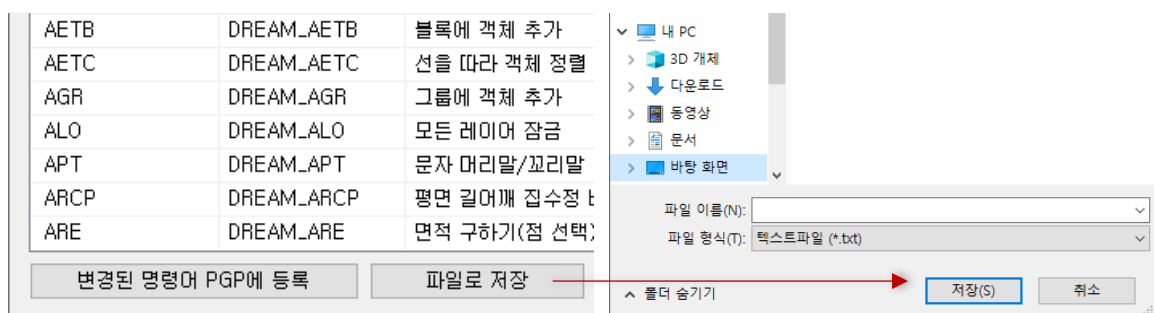 AETB DREAM_AETB 블록에 객체 추가
AETC DREAM_AETC 선을 따라 객체 정렬
AGR DREAM_AGR 그룹에 객체 추가
ALO DREAM_ALO 모든 레이어 잠금
APT DREAM_APT 문자 머리말/꼬리말
ARCP DREAM_ARCP 평면 길어깨 집수정
ARE DREAM_ARE 면적 구하기(점 선택)
변경된 명령어 PGP에 등록 파일로 저장
내 PC
3D 개체
다운로드
동영상
문서
바탕 화면
파일 이름(N):
파일 형식(T): 텍스트파일 (*.txt)
폴더 숨기기 저장(S) 취소